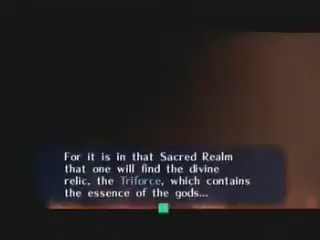 For it is in that Sacred Realm
that one will find the divine
relic, the Triforce, which contains
the essence of the gods...